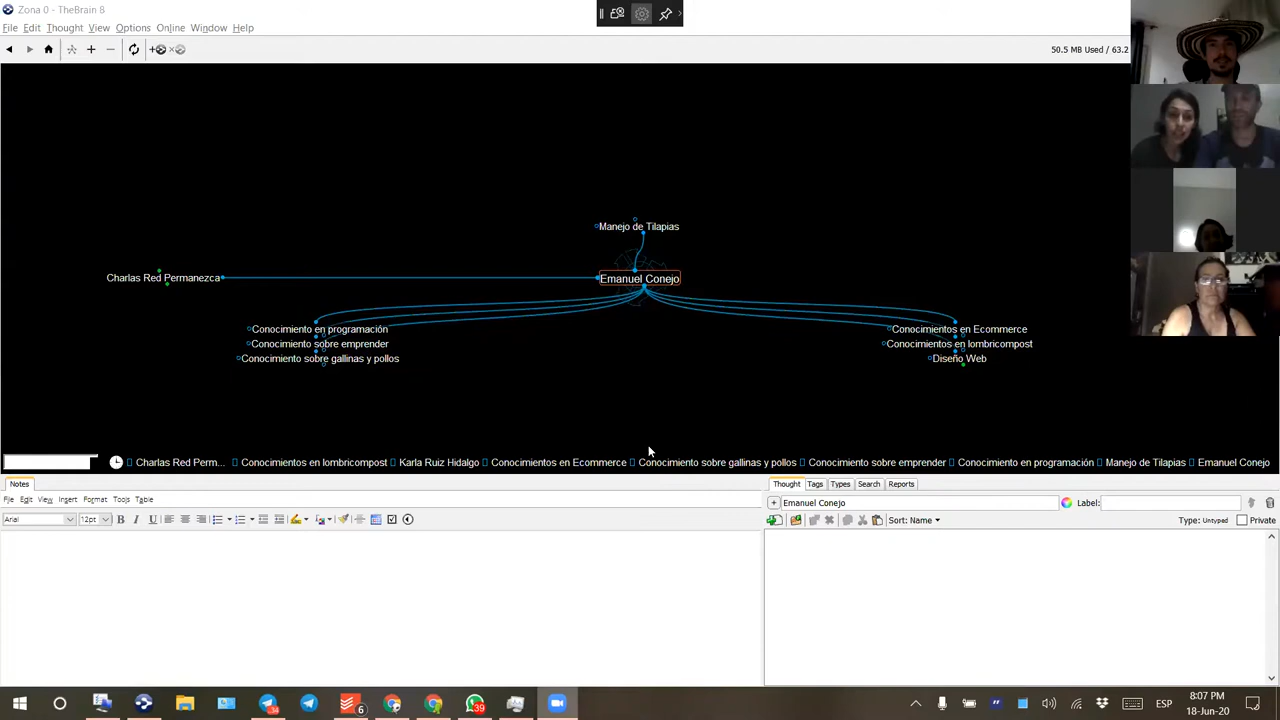 Zona 0 - TheBrain 8
File Edit Thought View Options Online Window Help
50.5 MB Used / 63.2
Manejo de Tilapias
Charlas Red Permanezca
Emanuel Conejo
Conocimiento en programación
Conocimientos en Ecommerce
Conocimiento sobre emprender
Conocimientos en lombricompost
Conocimiento sobre gallinas y pollos
Diseño Web
Charlas Red Perm... Conocimientos en lombricompost Karla Ruiz Hidalgo Conocimientos en Ecommerce Conocimiento sobre gallinas y pollos Conocimiento sobre emprender Conocimiento en programación Manejo de Tilapias Emanuel Conejo
Notes
Thought Tags Types Search Reports
File Edit View Insert Format Tools Table
Emanuel Conejo
Label:
Arial 12pt B I U
Sort: Name
Type: Untyped
Private
34
6
39
ESP
8:07 PM
18-Jun-20